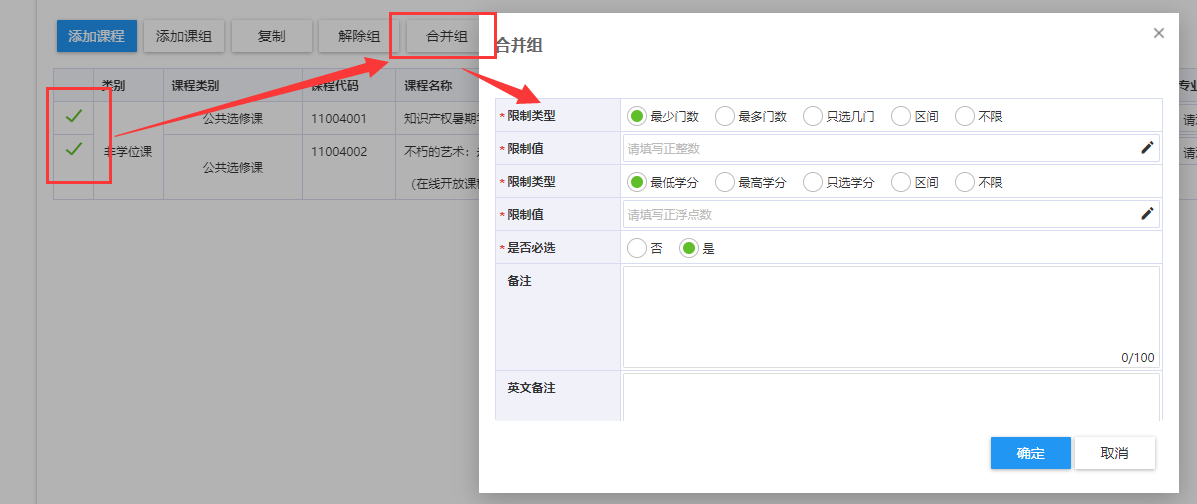 添加课程 添加课组 复制 解除组 合并组
合并组
类别 课程类别 课程代码 课程名称 专业
公共选修课 11004001 知识产权暑期 请
非学位课 公共选修课 11004002 不朽的艺术：
（在线开放课程
*限制类型 最少门数 最多门数 只选几门 区间 不限
*限制值 请填写正整数
*限制类型 最低学分 最高学分 只选学分 区间 不限
*限制值 请填写正浮点数
*是否必选 否 是
备注
0/100
英文备注
确定 取消